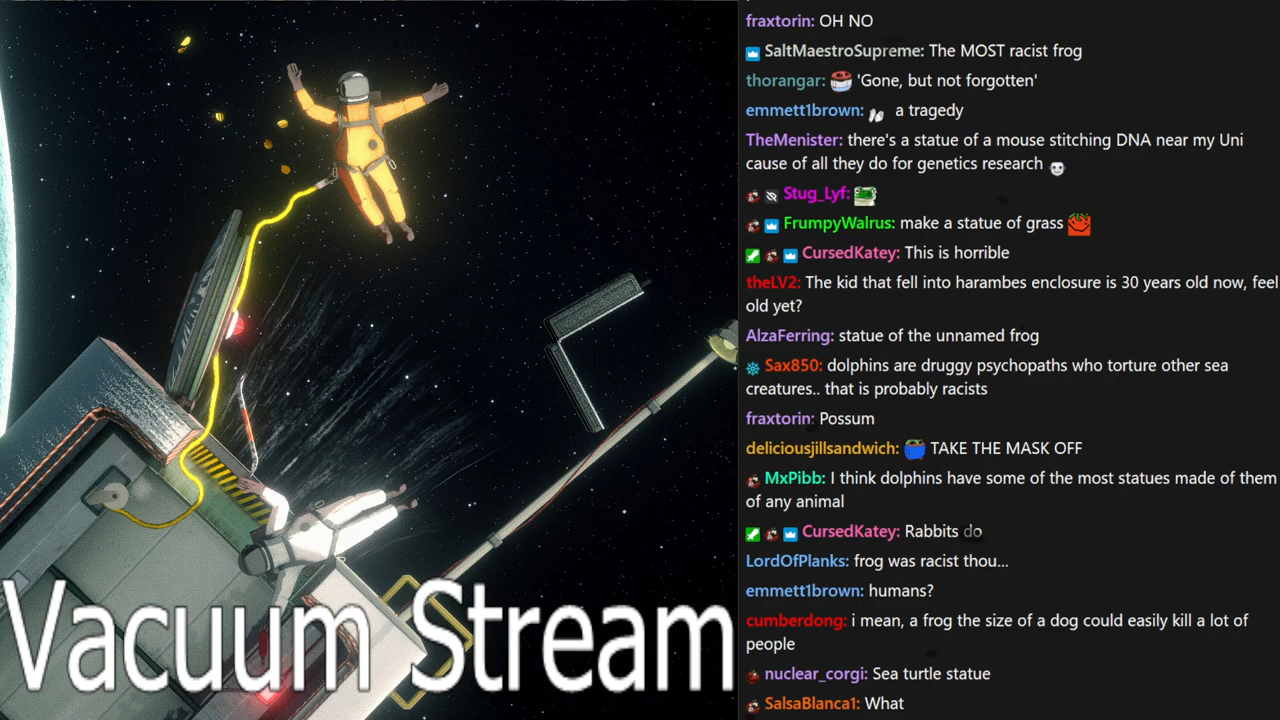 fraxtorin: OH NO
SaltMaestroSupreme: The MOST racist frog
thorangar: 'Gone, but not forgotten'
emmett1brown: a tragedy
TheMenister: there's a statue of a mouse stitching DNA near my Uni
cause of all they do for genetics research
Stug_Lyf:
FrumpyWalrus: make a statue of grass
CursedKatey: This is horrible
theLV2: The kid that fell into harambes enclosure is 30 years old now, feel
old yet?
AlzaFerring: statue of the unnamed frog
Sax850: dolphins are druggy psychopaths who torture other sea
creatures.. that is probably racists
fraxtorin: Possum
deliciousjillsandwich: TAKE THE MASK OFF
MxPibb: I think dolphins have some of the most statues made of them
of any animal
CursedKatey: Rabbits do
LordOfPlanks: frog was racist thou...
emmett1brown: humans?
cumberdong: i mean, a frog the size of a dog could easily kill a lot of
people
nuclear_corgi: Sea turtle statue
SalsaBlanca1: What
Vacuum Stream